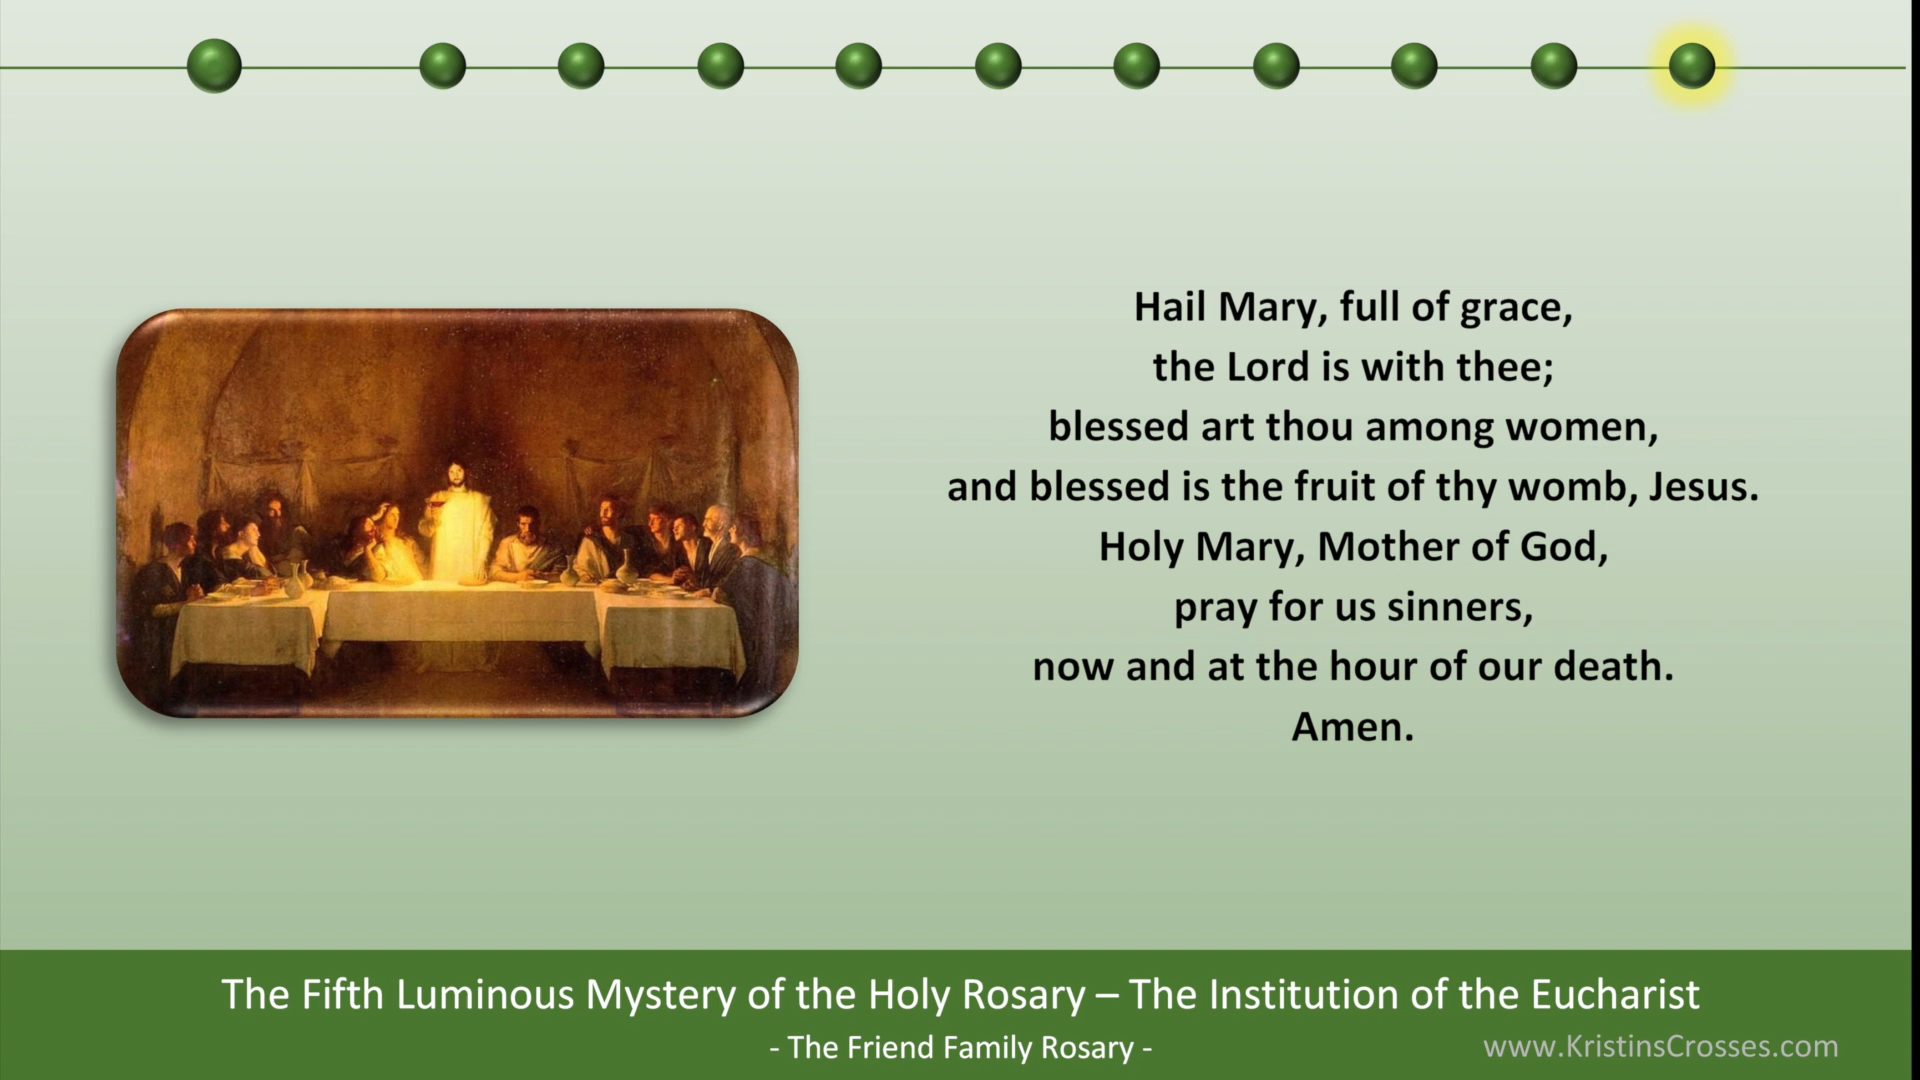 Hail Mary, full of grace,
the Lord is with thee;
blessed art thou among women,
and blessed is the fruit of thy womb, Jesus.
Holy Mary, Mother of God,
pray for us sinners,
now and at the hour of our death.
Amen.
The Fifth Luminous Mystery of the Holy Rosary – The Institution of the Eucharist
- The Friend Family Rosary -
www.KristinsCrosses.com